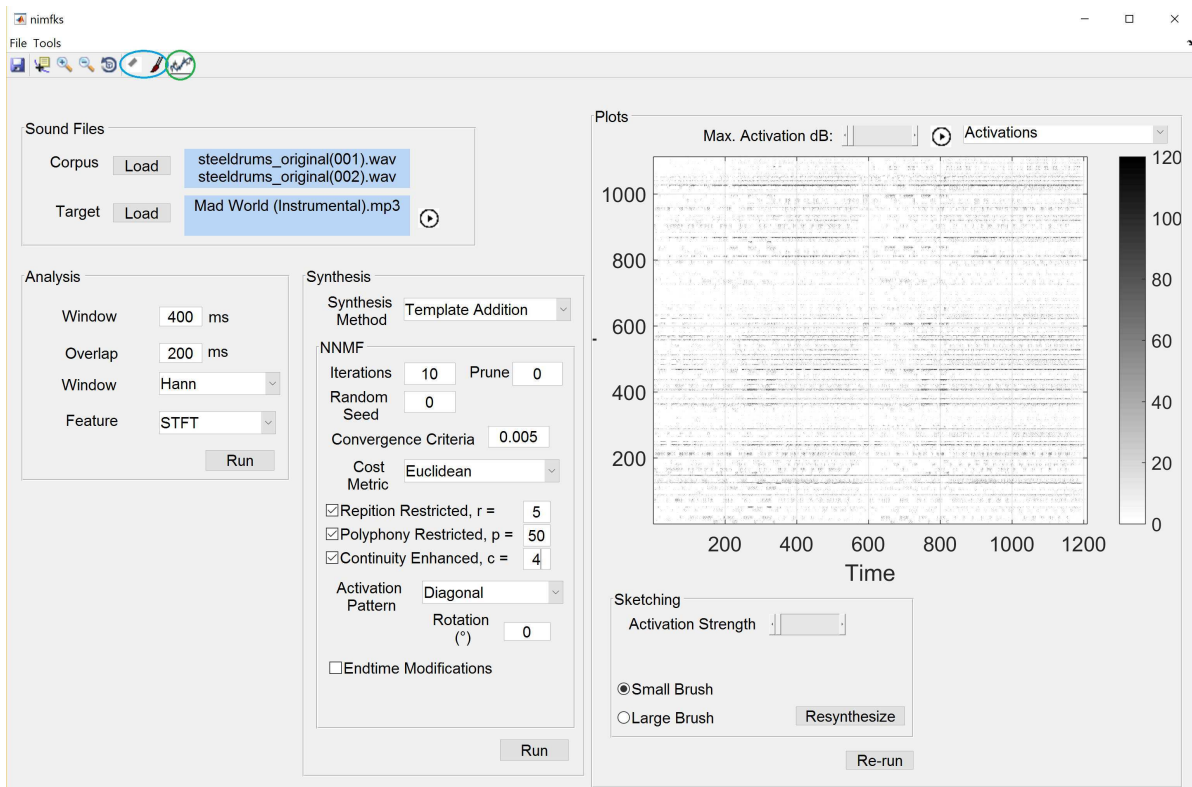 nimfks
File Tools
Sound Files
Corpus Load steeldrums_original(001).wav
steeldrums_original(002).wav
Target Load Mad World (Instrumental).mp3
Analysis
Window 400 ms
Overlap 200 ms
Window Hann
Feature STFT
Run
Synthesis
Synthesis
Method Template Addition
NNMF
Iterations 10 Prune 0
Random
Seed 0
Convergence Criteria 0.005
Cost
Metric Euclidean
Repition Restricted, r = 5
Polyphony Restricted, p = 50
Continuity Enhanced, c = 4
Activation
Pattern Diagonal
Rotation
(°) 0
Endtime Modifications
Run
Plots
Max. Activation dB: Activations
1000
800
600
400
200
200 400 600 800 1000 1200
Time
120
100
80
60
40
20
0
Sketching
Activation Strength
Small Brush
Large Brush Resynthesize
Re-run